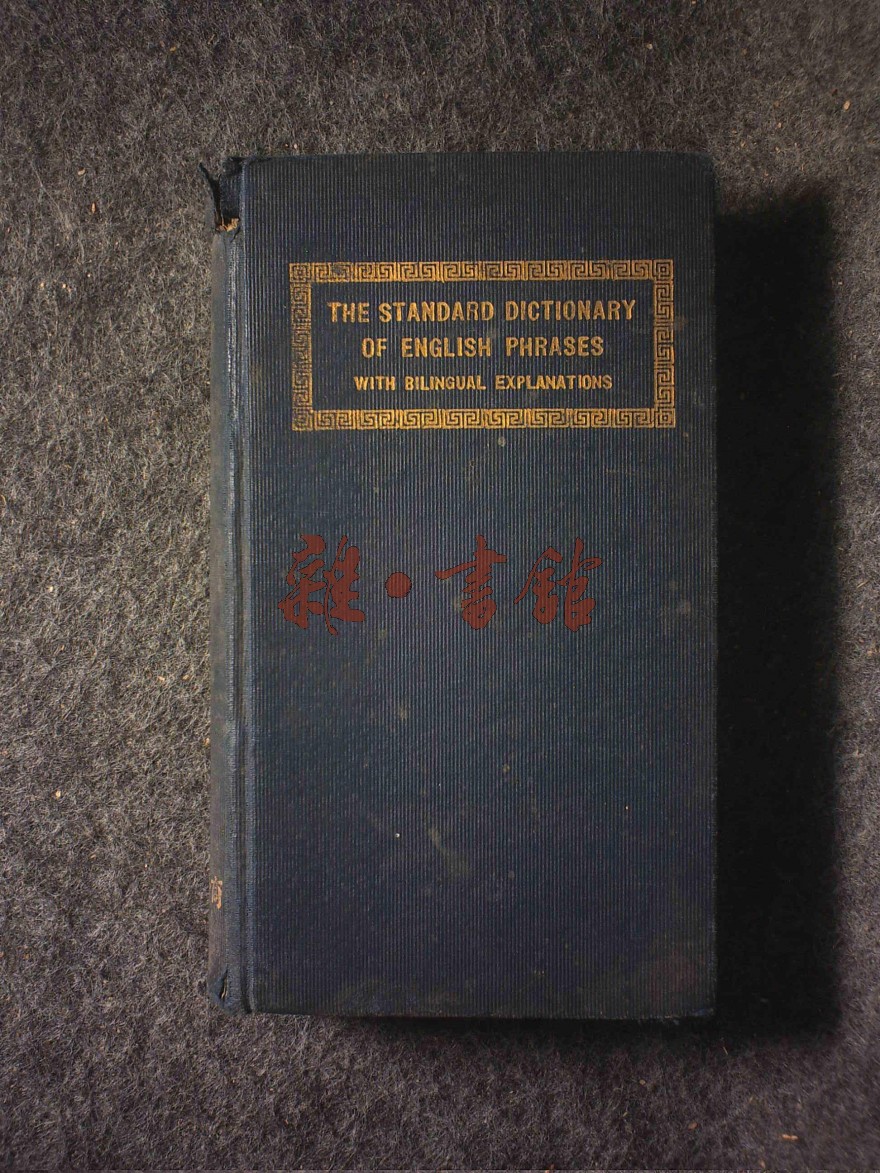 THE STANDARD DICTIONARY
OF ENGLISH PHRASES
WITH BILINGUAL EXPLANATIONS
雜·書館